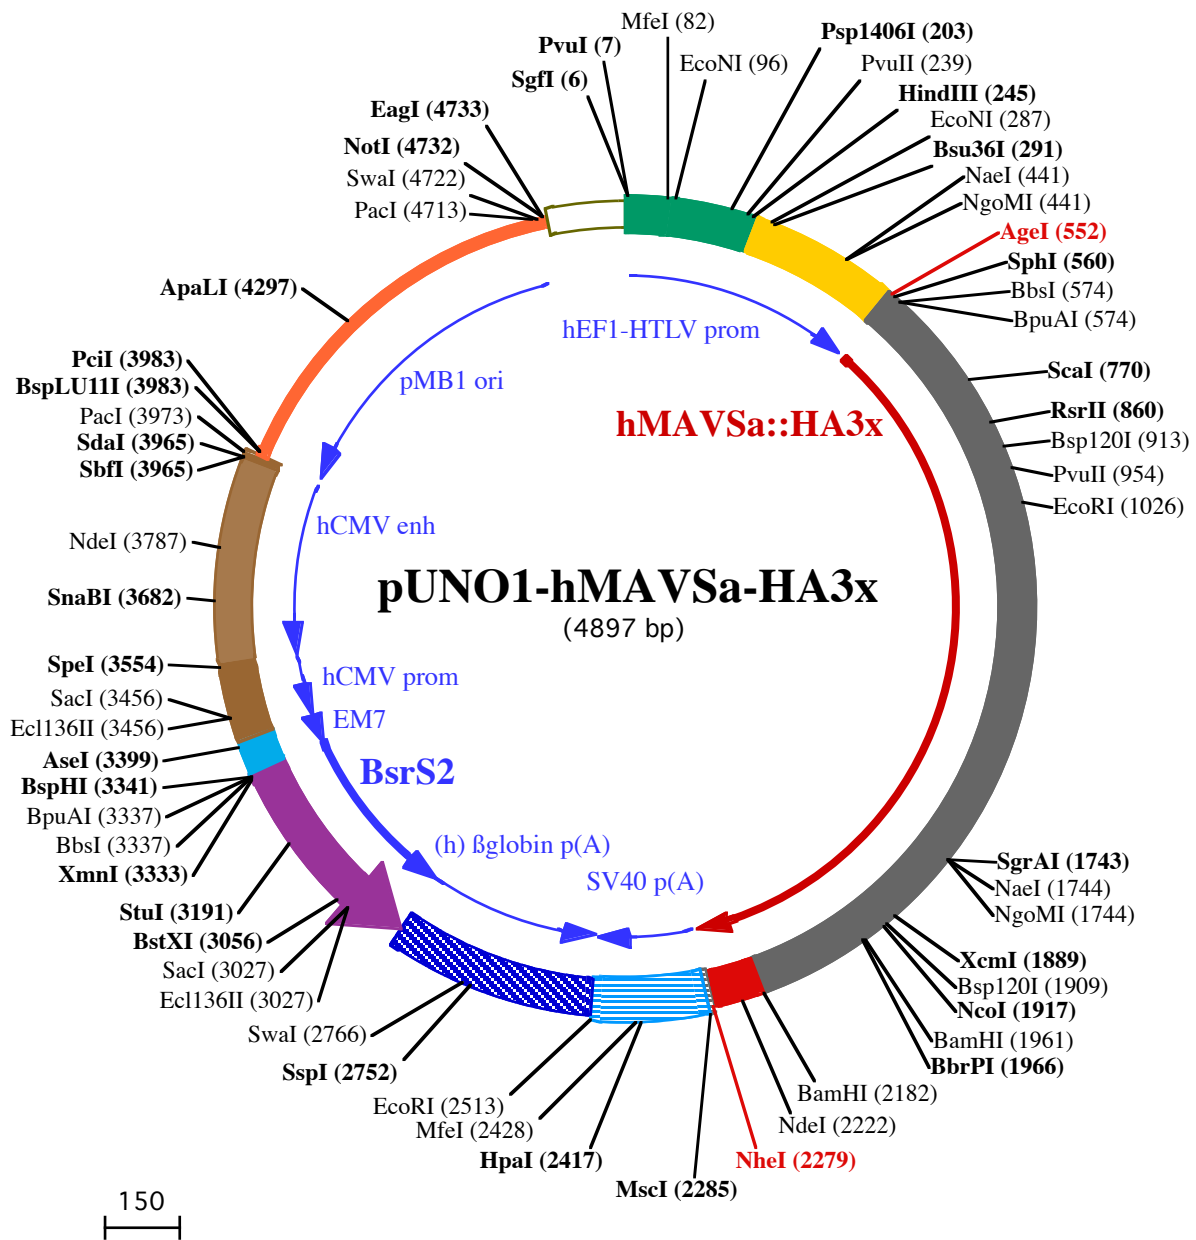 MfeI (82)
PvuI (7)
EcoNI (96)
SgfI (6)
Psp1406I (203)
PvuII (239)
HindIII (245)
EcoNI (287)
Bsu36I (291)
NaeI (441)
NgoMI (441)
AgeI (552)
SphI (560)
BbsI (574)
BpuAI (574)
ScaI (770)
RsrII (860)
Bsp120I (913)
PvuII (954)
EcoRI (1026)
SgrAI (1743)
NaeI (1744)
NgoMI (1744)
XcmI (1889)
Bsp120I (1909)
NcoI (1917)
BamHI (1961)
BbrPI (1966)
BamHI (2182)
NdeI (2222)
NheI (2279)
MscI (2285)
HpaI (2417)
MfeI (2428)
EcoRI (2513)
SspI (2752)
SwaI (2766)
Ecl136II (3027)
SacI (3027)
BstXI (3056)
StuI (3191)
XmnI (3333)
BbsI (3337)
BpuAI (3337)
BspHI (3341)
AseI (3399)
Ecl136II (3456)
SacI (3456)
SpeI (3554)
SnaBI (3682)
NdeI (3787)
SbfI (3965)
SdaI (3965)
PacI (3973)
BspLU11I (3983)
PciI (3983)
ApaLI (4297)
PacI (4713)
SwaI (4722)
NotI (4732)
EagI (4733)
hEF1-HTLV prom
pMB1 ori
hMAVSa::HA3x
hCMV enh
pUNO1-hMAVSa-HA3x
(4897 bp)
hCMV prom
EM7
BsrS2
(h) ßglobin p(A)
SV40 p(A)
150